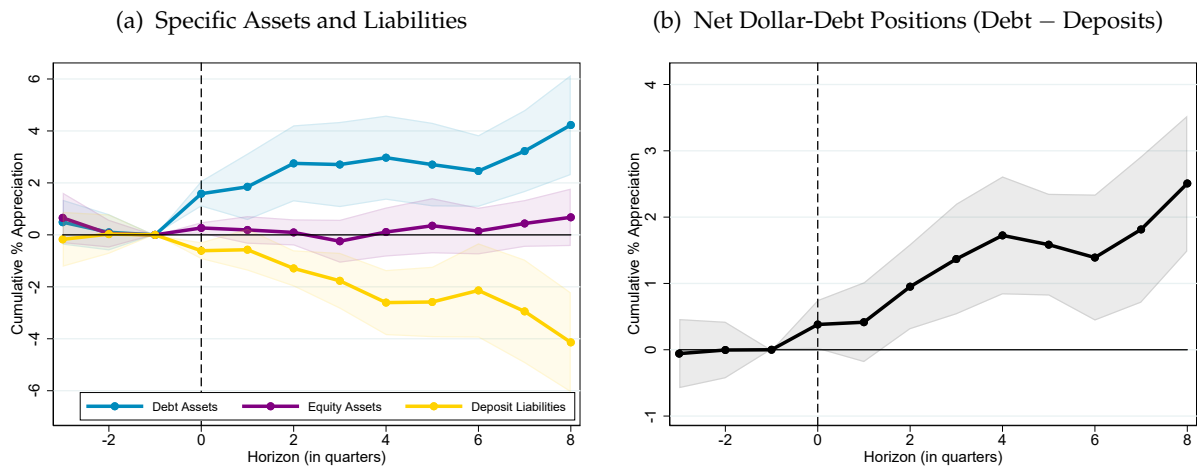 (a) Specific Assets and Liabilities
Cumulative % Appreciation
6
4
2
0
-2
-4
-6
Debt Assets
Equity Assets
Deposit Liabilities
-2
0
2
4
6
8
Horizon (in quarters)
(b) Net Dollar-Debt Positions (Debt − Deposits)
Cumulative % Appreciation
4
3
2
1
0
-1
-2
0
2
4
6
8
Horizon (in quarters)